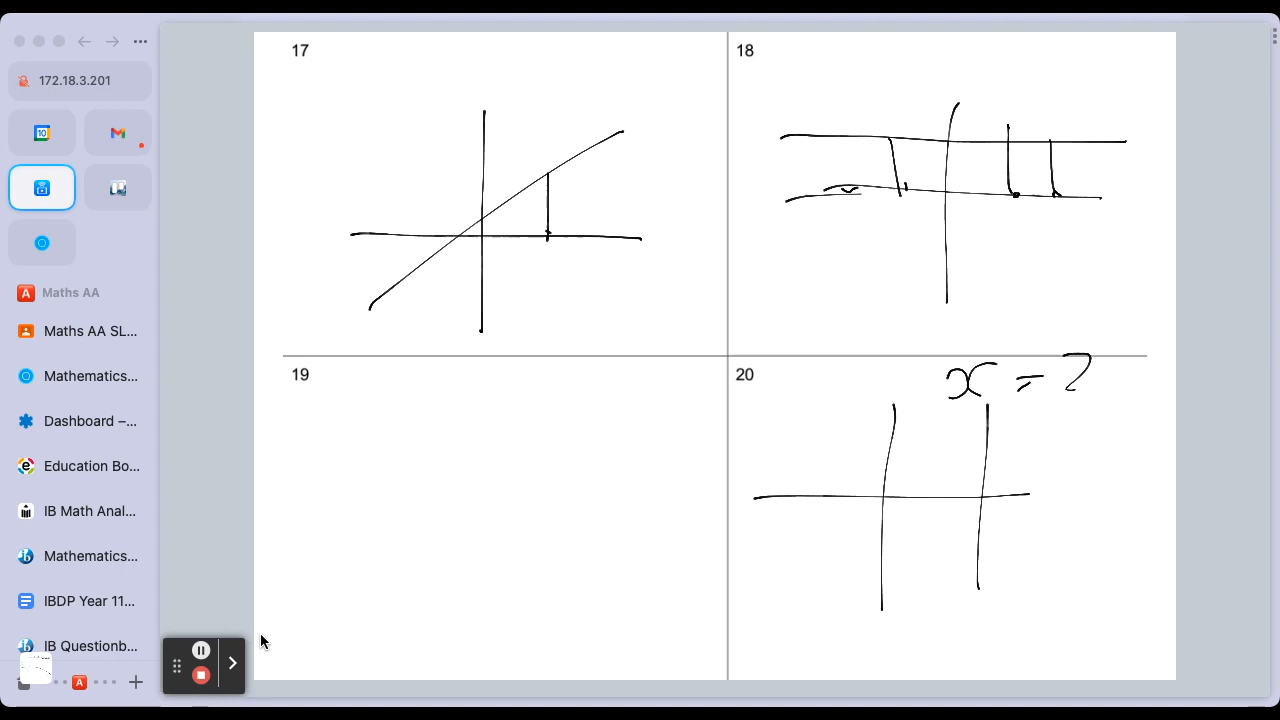 172.18.3.201
10
A Maths AA
Maths AA SL...
Mathematics...
Dashboard –...
Education Bo...
IB Math Anal...
Mathematics...
IBDP Year 11...
IB Questionb...
A
17
18
19
20
x = 2